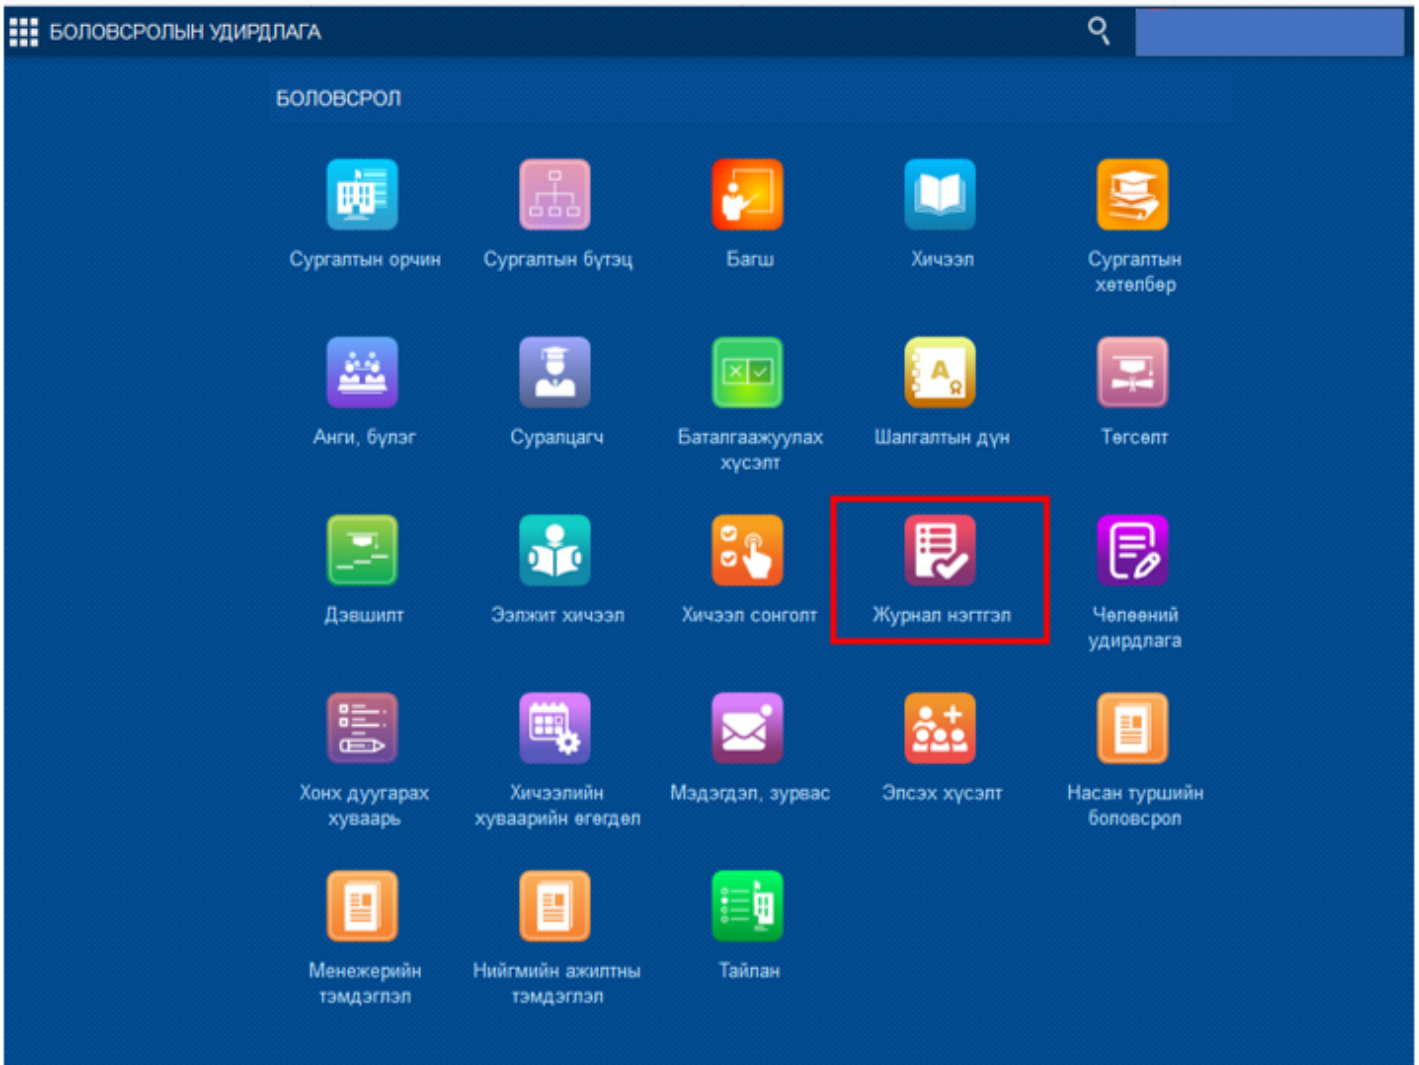 БОЛОВСРОЛЫН УДИРДЛАГА
БОЛОВСРОЛ
Сургалтын орчин
Сургалтын бүтэц
Багш
Хичээл
Сургалтын
хөтөлбөр
Анги, бүлэг
Суралцагч
Баталгаажуулах
хүсэлт
Шалгалтын дүн
Төгсөлт
Дэвшилт
Ээлжит хичээл
Хичээл сонголт
Журнал нэгтгэл
Чөлөөний
удирдлага
Хонх дуугарах
хуваарь
Хичээлийн
хуваарийн өгөгдөл
Мэдэгдэл, зурвас
Элсэх хүсэлт
Насан туршийн
боловсрол
Менежерийн
тэмдэглэл
Нийгмийн ажилтны
тэмдэглэл
Тайлан